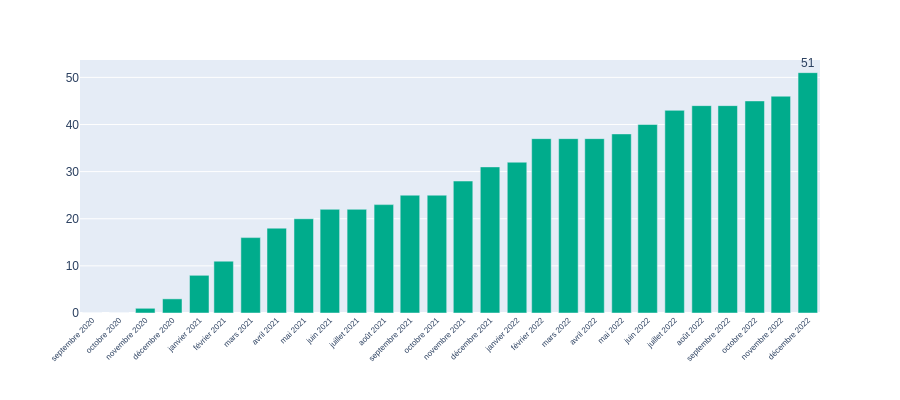 51
50
40
30
20
10
0
septembre 2020
octobre 2020
novembre 2020
décembre 2020
janvier 2021
février 2021
mars 2021
avril 2021
mai 2021
juin 2021
juillet 2021
août 2021
septembre 2021
octobre 2021
novembre 2021
décembre 2021
janvier 2022
février 2022
mars 2022
avril 2022
mai 2022
juin 2022
juillet 2022
août 2022
septembre 2022
octobre 2022
novembre 2022
décembre 2022